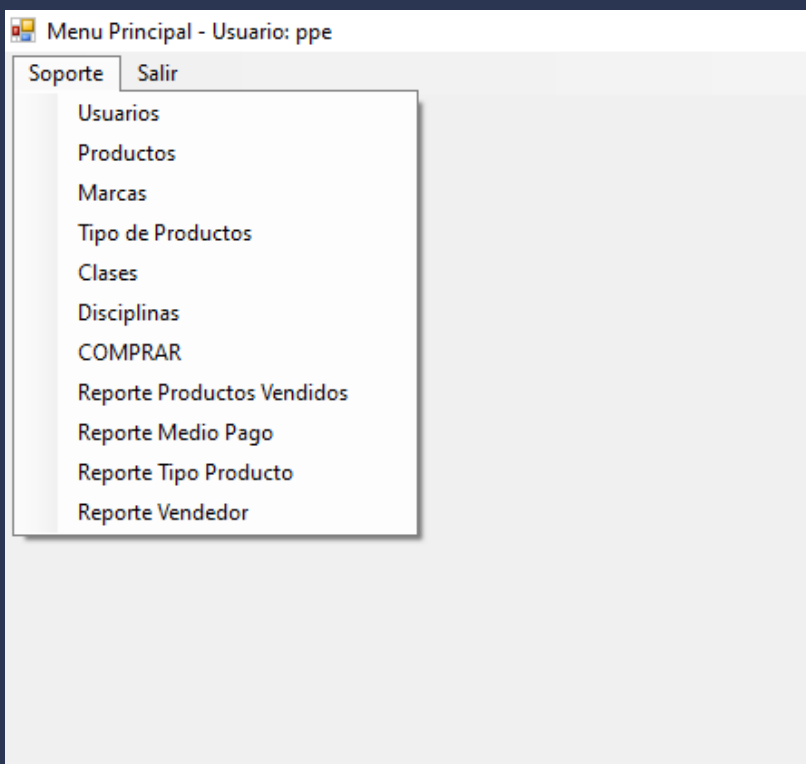 Menu Principal - Usuario: ppe
Soporte Salir
Usuarios
Productos
Marcas
Tipo de Productos
Clases
Disciplinas
COMPRAR
Reporte Productos Vendidos
Reporte Medio Pago
Reporte Tipo Producto
Reporte Vendedor